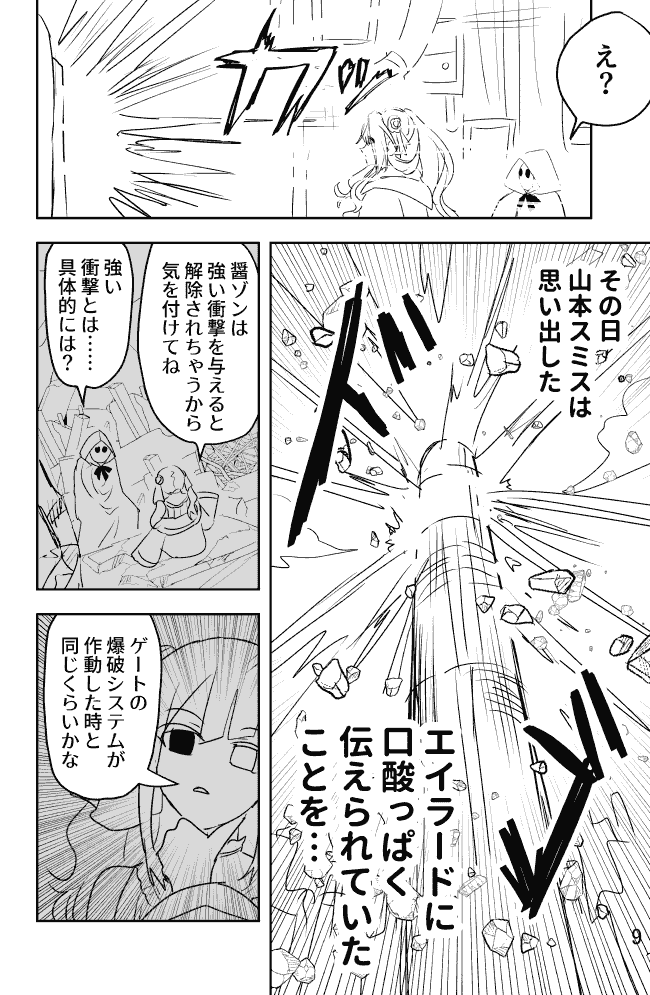 え?
カッ
その日
山本スミスは
思い出した
ドン
エイラードに
口酸っぱく
伝えられていた
ことを…
醤ゾンは
強い衝撃を与えると
解除されちゃうから
気を付けてね
強い
衝撃とは……
具体的には?
ゲートの
爆破システムが
作動した時と
同じくらいかな
9